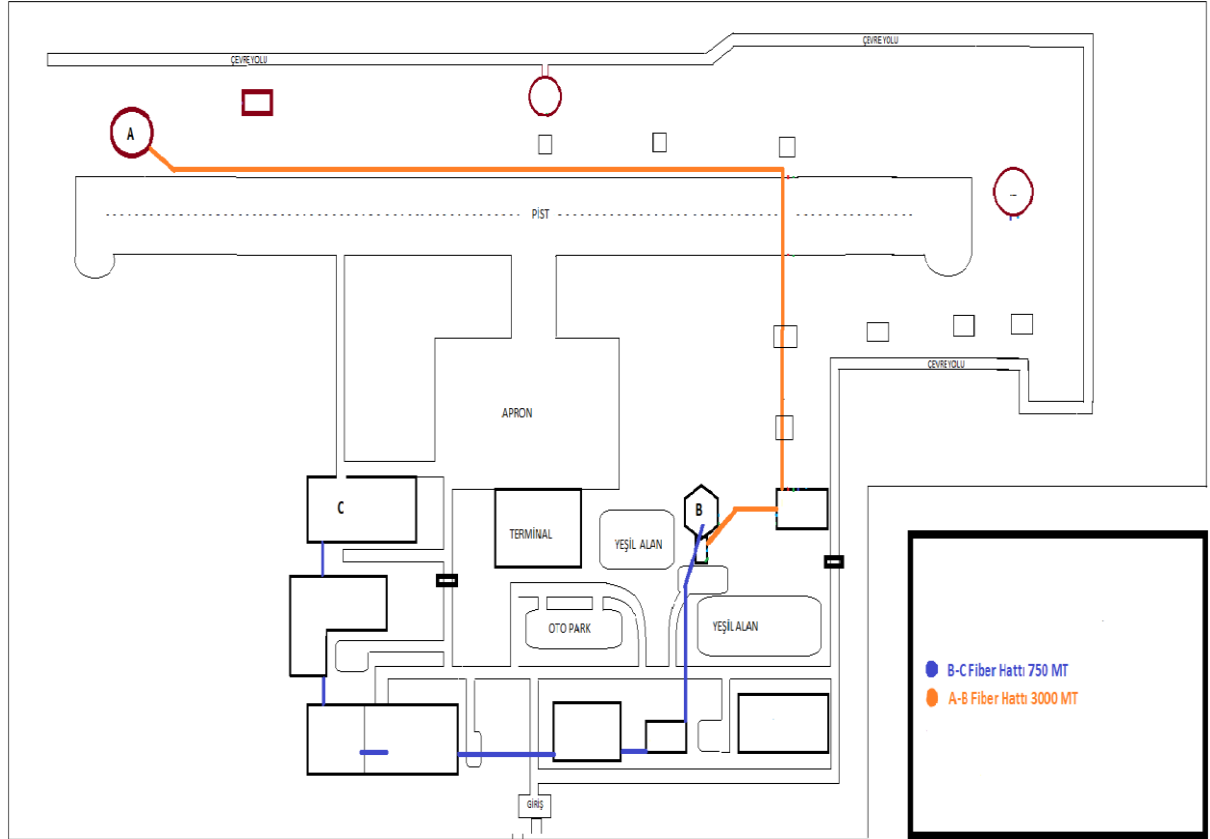 ÇEVRE YOLU
ÇEVRE YOLU
A
PİST
ÇEVRE YOLU
APRON
C
B
TERMİNAL
YEŞİL ALAN
OTO PARK
YEŞİL ALAN
B-C Fiber Hattı 750 MT
A-B Fiber Hattı 3000 MT
GİRİŞ